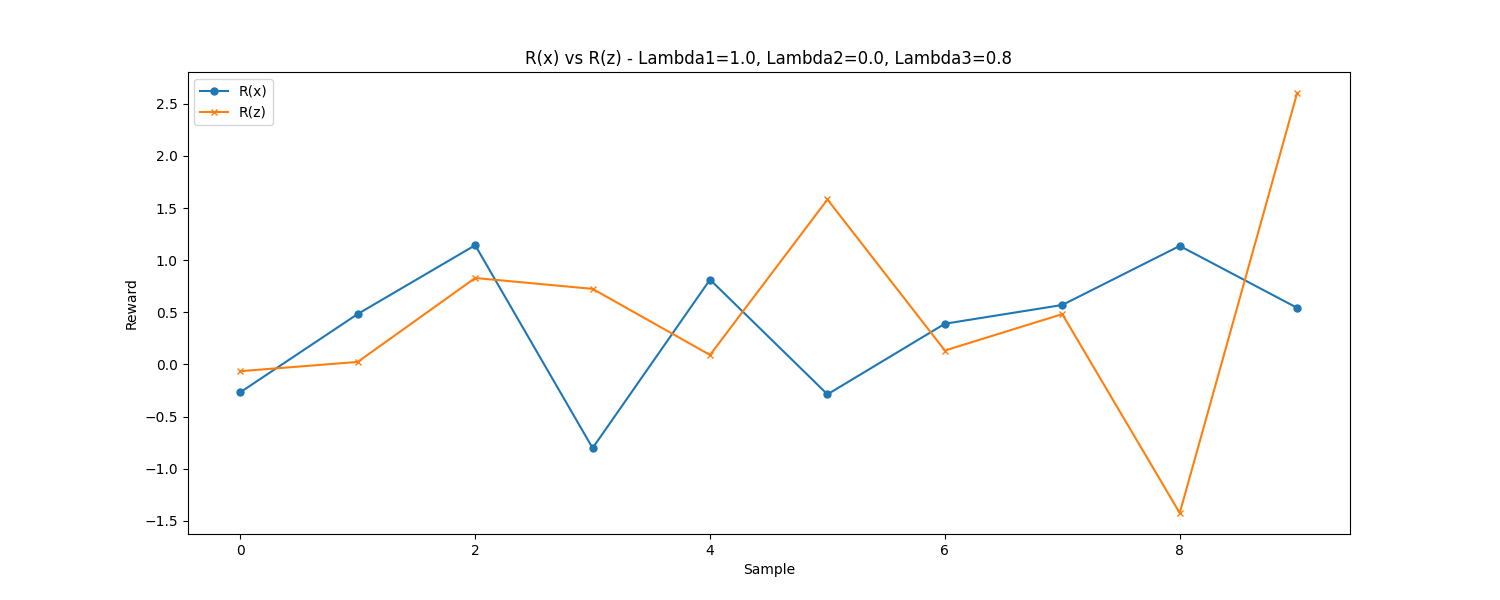 R(x) vs R(z) - Lambda1=1.0, Lambda2=0.0, Lambda3=0.8
R(x)
R(z)
2.5
2.0
1.5
1.0
0.5
0.0
−0.5
−1.0
−1.5
Reward
0 2 4 6 8
Sample